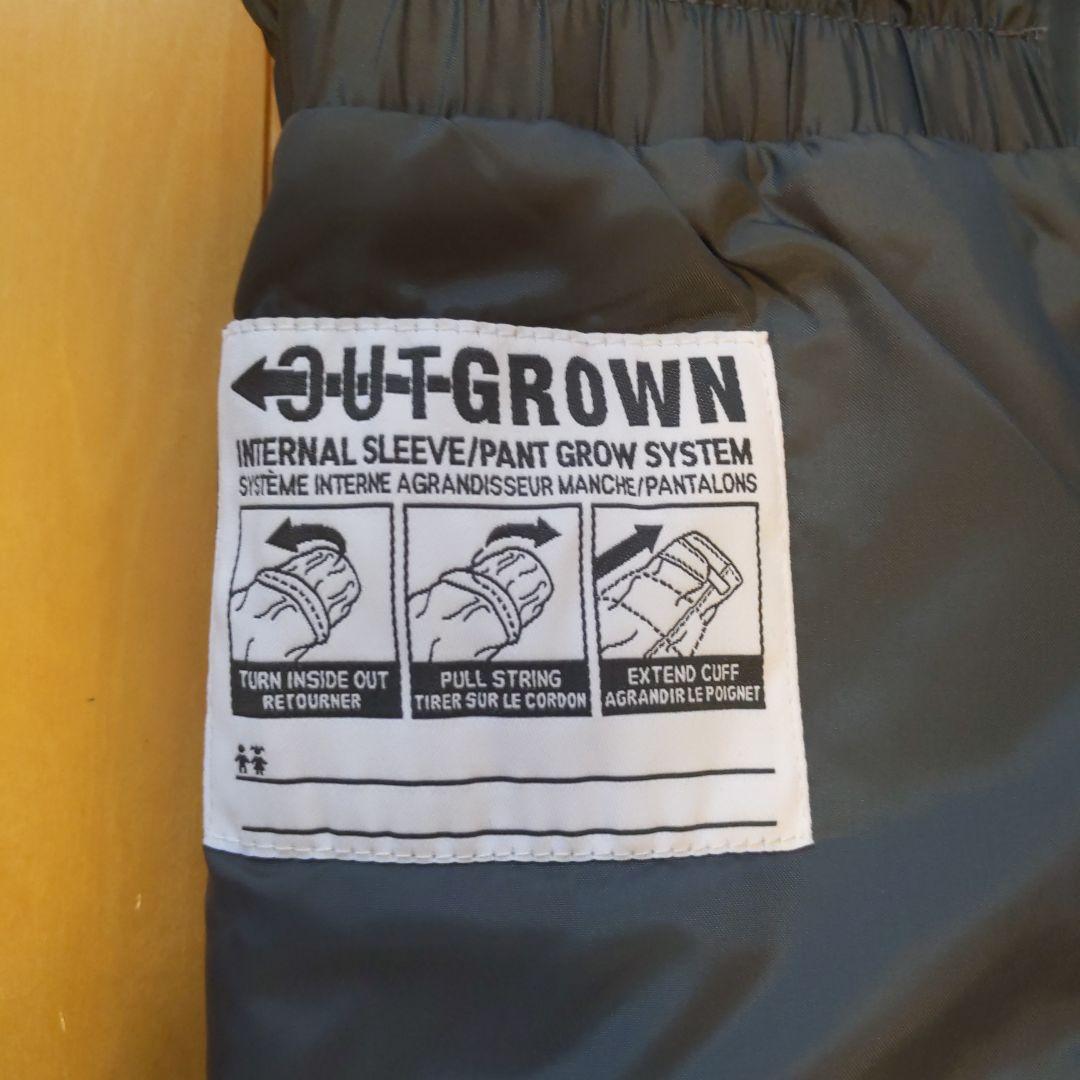 OUTGROWN
INTERNAL SLEEVE/PANT GROW SYSTEM
SYSTÈME INTERNE AGRANDISSEUR MANCHE/PANTALONS
TURN INSIDE OUT
RETOURNER
PULL STRING
TIRER SUR LE CORDON
EXTEND CUFF
AGRANDIR LE POIGNET